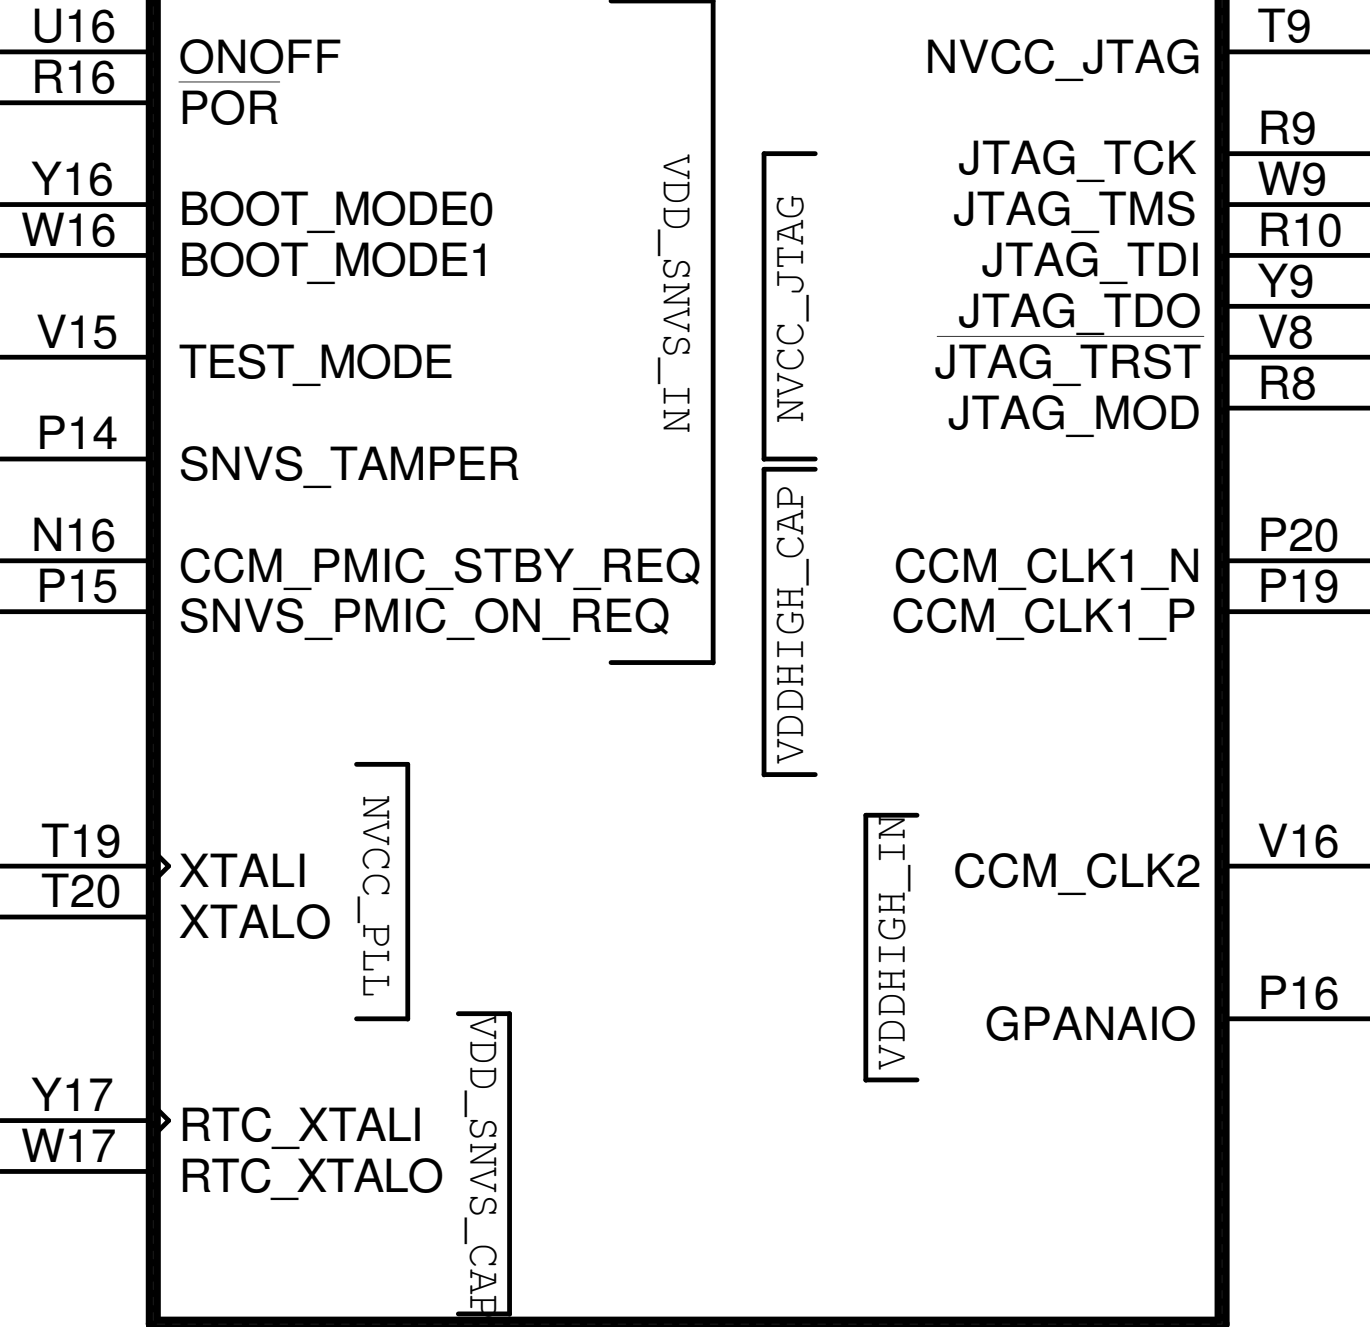 U16
ONOFF
R16
POR
Y16
BOOT_MODE0
W16
BOOT_MODE1
V15
TEST_MODE
P14
SNVS_TAMPER
N16
CCM_PMIC_STBY_REQ
P15
SNVS_PMIC_ON_REQ
VDD_SNVS_IN
T19
XTALI
T20
XTALO
NVCC_PLL
Y17
RTC_XTALI
W17
RTC_XTALO
VDD_SNVS_CAP
NVCC_JTAG
T9
NVCC_JTAG
JTAG_TCK
R9
JTAG_TMS
W9
JTAG_TDI
R10
JTAG_TDO
Y9
JTAG_TRST
V8
JTAG_MOD
R8
VDDHIGH_CAP
CCM_CLK1_N
P20
CCM_CLK1_P
P19
VDDHIGH_IN
CCM_CLK2
V16
GPANAIO
P16